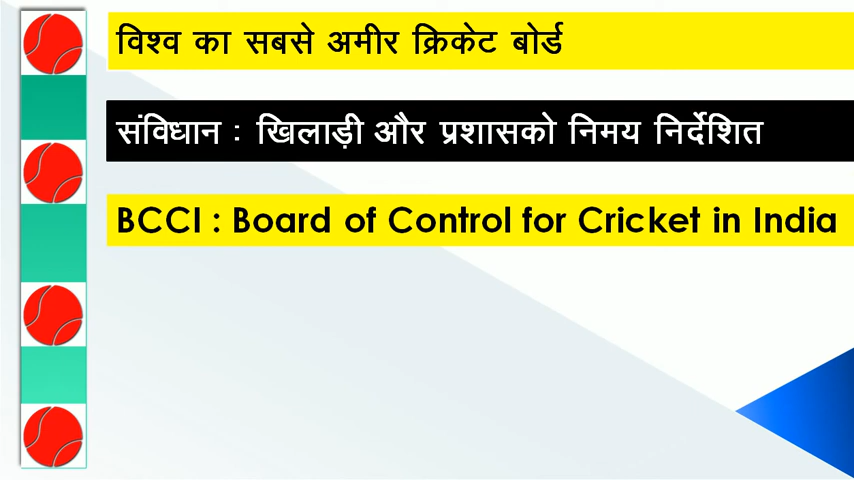 विश्व का सबसे अमीर क्रिकेट बोर्ड
संविधान : खिलाड़ी और प्रशासको निमय निर्देशित
BCCI : Board of Control for Cricket in India